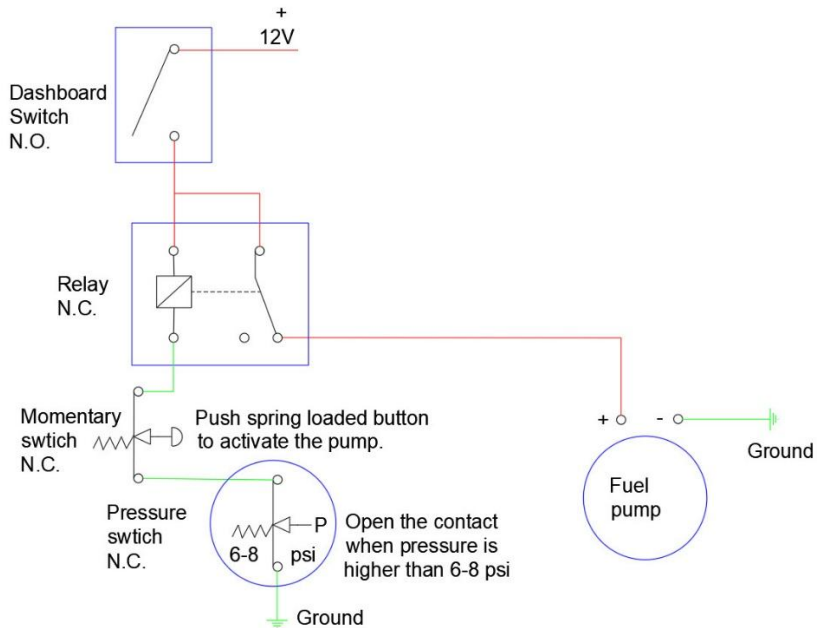 +
12V
Dashboard
Switch
N.O.
Relay
N.C.
Momentary
swtich
N.C.
Push spring loaded button
to activate the pump.
Pressure
swtich
N.C.
P
6-8 psi
Open the contact
when pressure is
higher than 6-8 psi
Ground
+ -
Ground
Fuel
pump